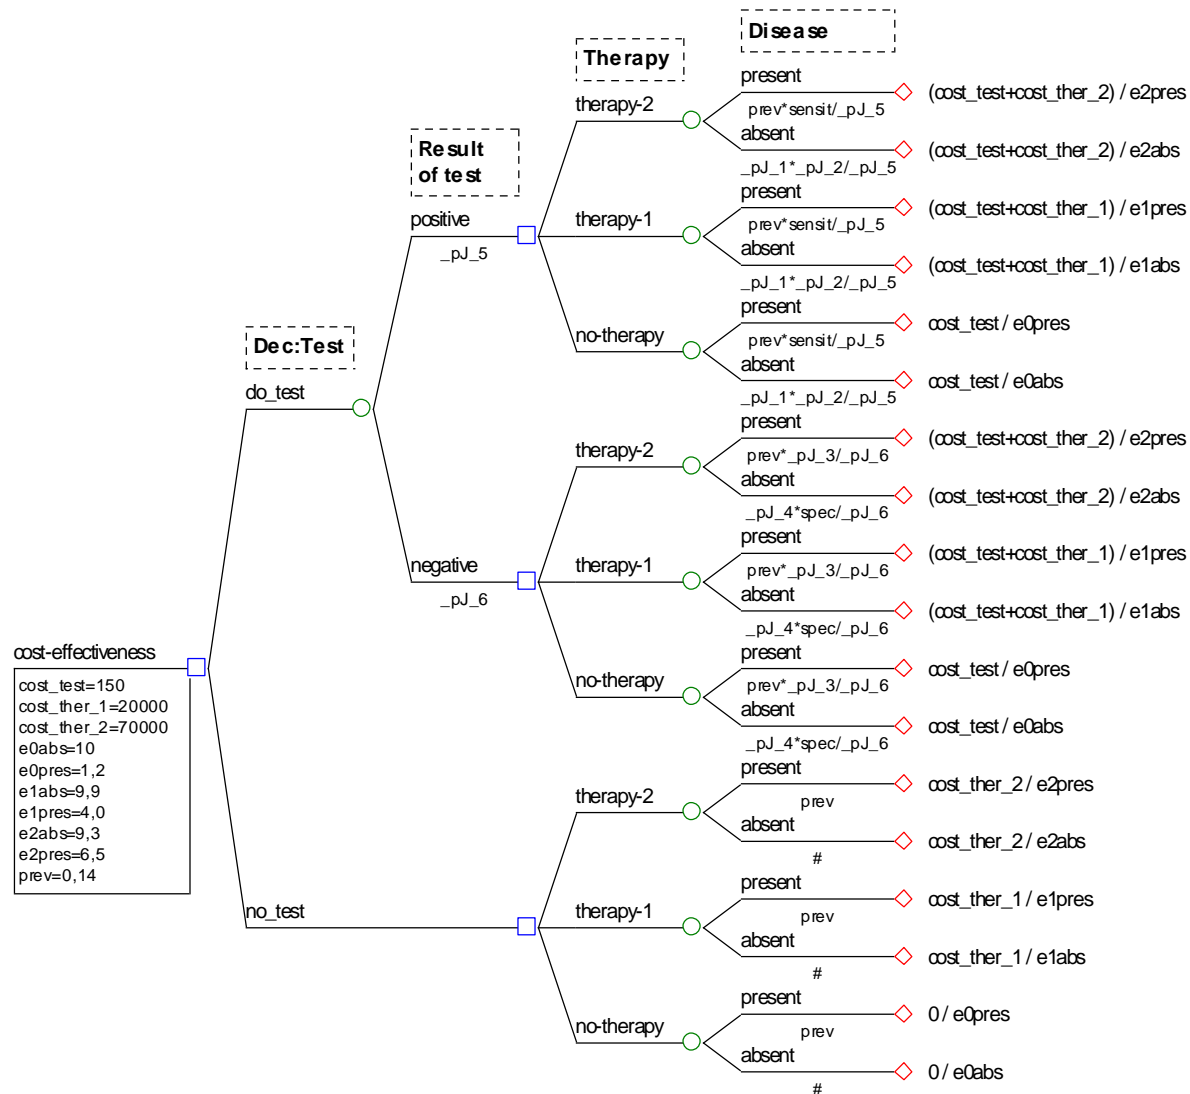 Disease
Therapy
present
(cost_test+cost_ther_2) / e2pres
therapy-2
prev*sensit/_pJ_5
absent
(cost_test+cost_ther_2) / e2abs
Result
of test
_pJ_1*_pJ_2/_pJ_5
present
(cost_test+cost_ther_1) / e1pres
positive
therapy-1
prev*sensit/_pJ_5
_pJ_5
absent
(cost_test+cost_ther_1) / e1abs
_pJ_1*_pJ_2/_pJ_5
present
cost_test / e0pres
no-therapy
prev*sensit/_pJ_5
Dec:Test
absent
cost_test / e0abs
do_test
_pJ_1*_pJ_2/_pJ_5
present
(cost_test+cost_ther_2) / e2pres
therapy-2
prev*_pJ_3/_pJ_6
absent
(cost_test+cost_ther_2) / e2abs
_pJ_4*spec/_pJ_6
present
(cost_test+cost_ther_1) / e1pres
negative
therapy-1
prev*_pJ_3/_pJ_6
_pJ_6
absent
(cost_test+cost_ther_1) / e1abs
_pJ_4*spec/_pJ_6
present
cost_test / e0pres
no-therapy
prev*_pJ_3/_pJ_6
absent
cost_test / e0abs
_pJ_4*spec/_pJ_6
cost-effectiveness
cost_test=150
cost_ther_1=20000
cost_ther_2=70000
e0abs=10
e0pres=1,2
e1abs=9,9
e1pres=4,0
e2abs=9,3
e2pres=6,5
prev=0,14
present
cost_ther_2 / e2pres
therapy-2
prev
absent
cost_ther_2 / e2abs
#
no_test
present
cost_ther_1 / e1pres
therapy-1
prev
absent
cost_ther_1 / e1abs
#
present
0 / e0pres
no-therapy
prev
absent
0 / e0abs
#